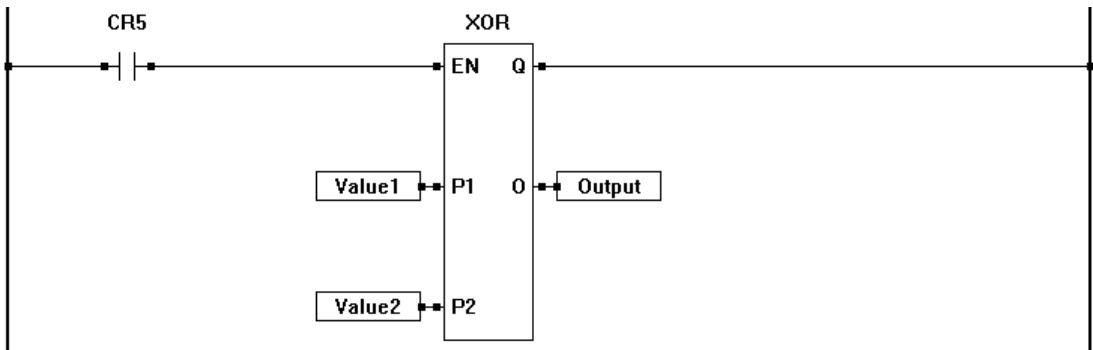 CR5 XOR
EN Q
Value1 P1 O Output
Value2 P2